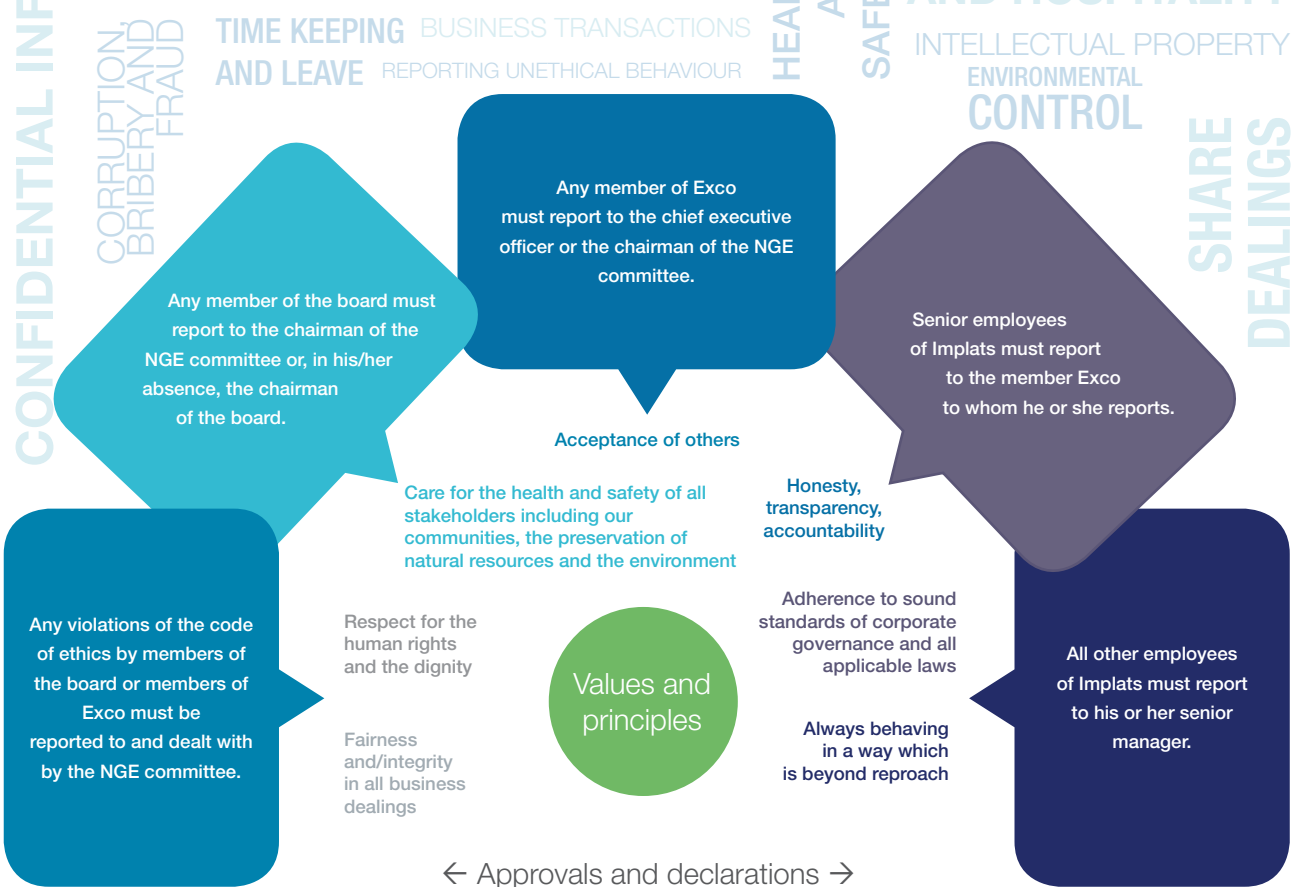 CONFIDENTIAL
CORRUPTION,
BRIBERY AND
FRAUD
TIME KEEPING
AND LEAVE
BUSINESS TRANSACTIONS
REPORTING UNETHICAL BEHAVIOUR
AND HOSPITALITY
INTELLECTUAL PROPERTY
ENVIRONMENTAL
CONTROL
SHARE
DEALINGS
Any member of Exco
must report to the chief executive
officer or the chairman of the NGE
committee.
Any member of the board must
report to the chairman of the
NGE committee or, in his/her
absence, the chairman
of the board.
Senior employees
of Implats must report
to the member Exco
to whom he or she reports.
Acceptance of others
Care for the health and safety of all
stakeholders including our
communities, the preservation of
natural resources and the environment
Honesty,
transparency,
accountability
Any violations of the code
of ethics by members of
the board or members of
Exco must be
reported to and dealt with
by the NGE committee.
Respect for the
human rights
and the dignity
Fairness
and/integrity
in all business
dealings
Values and
principles
Adherence to sound
standards of corporate
governance and all
applicable laws
Always behaving
in a way which
is beyond reproach
All other employees
of Implats must report
to his or her senior
manager.
← Approvals and declarations →